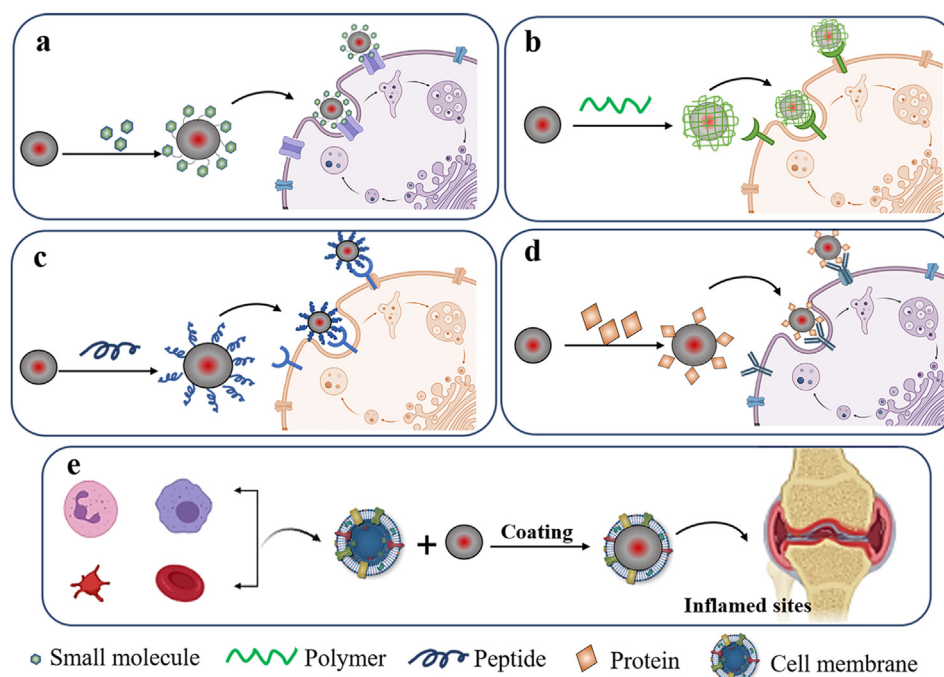 a
b
c
d
e
Coating
Inflamed sites
Small molecule
Polymer
Peptide
Protein
Cell membrane